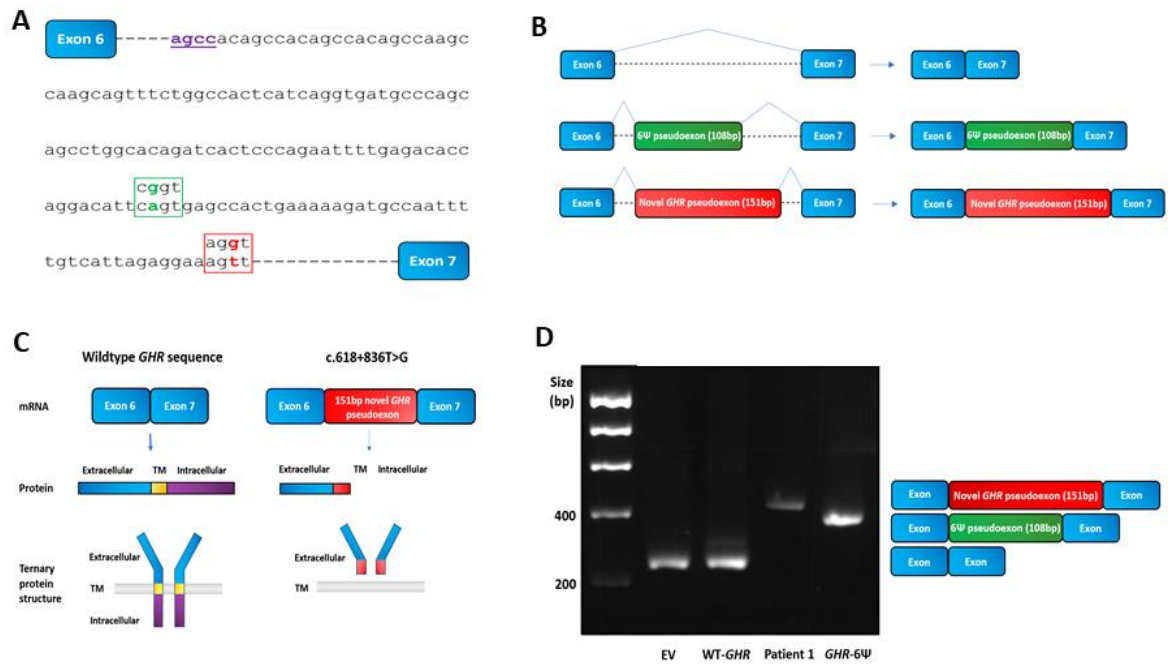 A
Exon 6 -----agccacagccacagccacagccaagc
caagcagtttctggccactcatcaggtgatgcccagc
agcctggcacagatcactcccagaattttgagacacc
cggt
aggacattcagtgagccactgaaaaagatgccaattt
aggt
tgtcattagaggaaagtt------------ Exon 7
B
Exon 6 Exon 7 Exon 6 Exon 7
Exon 6 6Ψ pseudoexon (108bp) Exon 7 Exon 6 6Ψ pseudoexon (108bp) Exon 7
Exon 6 Novel GHR pseudoexon (151bp) Exon 7 Exon 6 Novel GHR pseudoexon (151bp) Exon 7
C
Wildtype GHR sequence c.618+836T>G
mRNA
Exon 6 Exon 7
Exon 6 151bp novel GHR pseudoexon Exon 7
Protein
Extracellular TM Intracellular
Extracellular TM Intracellular
Ternary protein structure
Extracellular
TM
Intracellular
Extracellular
TM
D
Size (bp)
400
200
EV WT-GHR Patient 1 GHR-6Ψ
Exon Novel GHR pseudoexon (151bp) Exon
Exon 6Ψ pseudoexon (108bp) Exon
Exon Exon